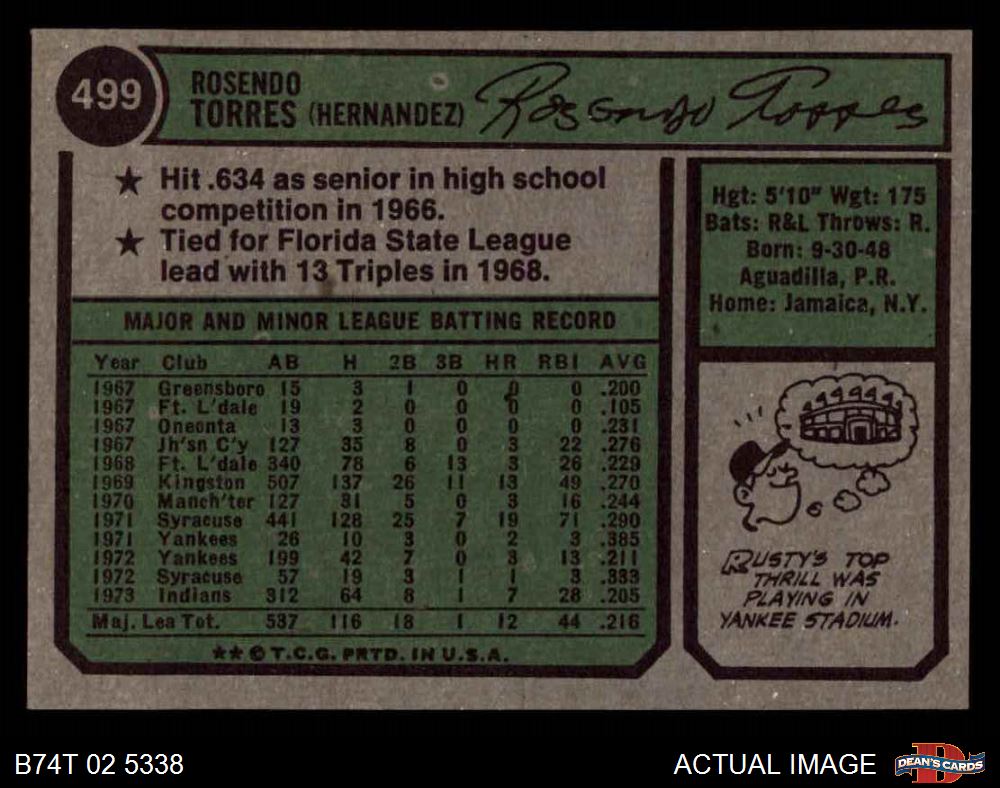 499
ROSENDO
TORRES (HERNANDEZ)
Rosendo Torres
★ Hit .634 as senior in high school
competition in 1966.
★ Tied for Florida State League
lead with 13 Triples in 1968.
MAJOR AND MINOR LEAGUE BATTING RECORD
Year Club AB H 2B 3B HR RBI AVG
1967 Greensboro 15 3 1 0 0 0 .200
1967 Ft. L'dale 19 2 0 0 0 0 .105
1967 Oneonta 13 3 0 0 0 0 .231
1967 Jh'sn C'y 127 35 8 0 3 22 .276
1968 Ft. L'dale 340 78 6 13 3 26 .229
1969 Kingston 507 137 26 11 13 49 .270
1970 Manch'ter 127 31 5 0 3 16 .244
1971 Syracuse 441 128 25 7 19 71 .290
1971 Yankees 26 10 3 0 2 3 .385
1972 Yankees 199 42 7 0 3 13 .211
1972 Syracuse 57 19 3 1 1 3 .333
1973 Indians 312 64 8 1 7 28 .205
Maj. Lea Tot. 537 116 18 1 12 44 .216
★★ © T.C.G. PRTD. IN U.S.A.
Hgt: 5'10" Wgt: 175
Bats: R&L Throws: R.
Born: 9-30-48
Aguadilla, P.R.
Home: Jamaica, N.Y.
RUSTY'S TOP
THRILL WAS
PLAYING IN
YANKEE STADIUM.
B74T 02 5338
ACTUAL IMAGE
DEAN'S CARDS